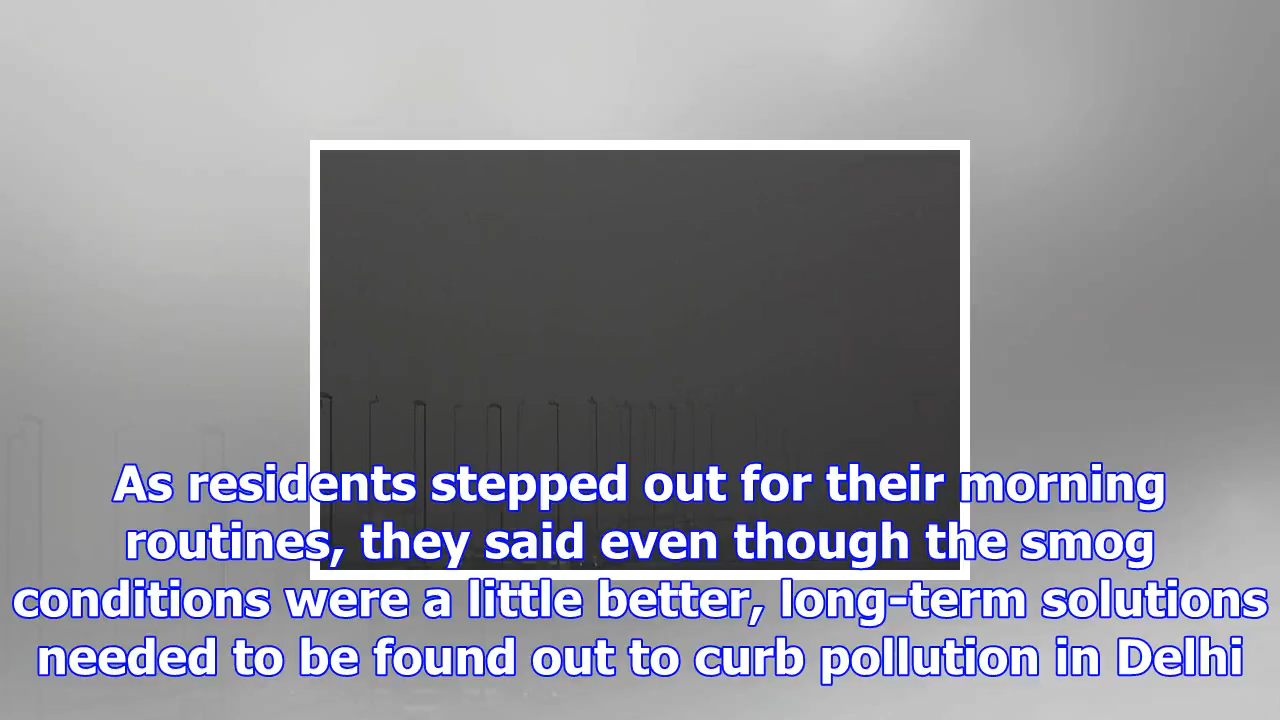 As residents stepped out for their morning
routines, they said even though the smog
conditions were a little better, long-term solutions
needed to be found out to curb pollution in Delhi